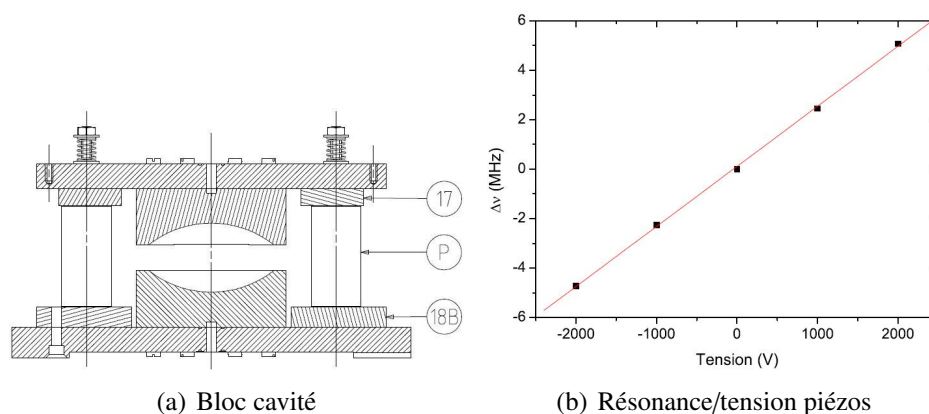 17
P
18B
6
4
2
0
-2
-4
-6
Δν (MHz)
-2000 -1000 0 1000 2000
Tension (V)
(a) Bloc cavité
(b) Résonance/tension piézos